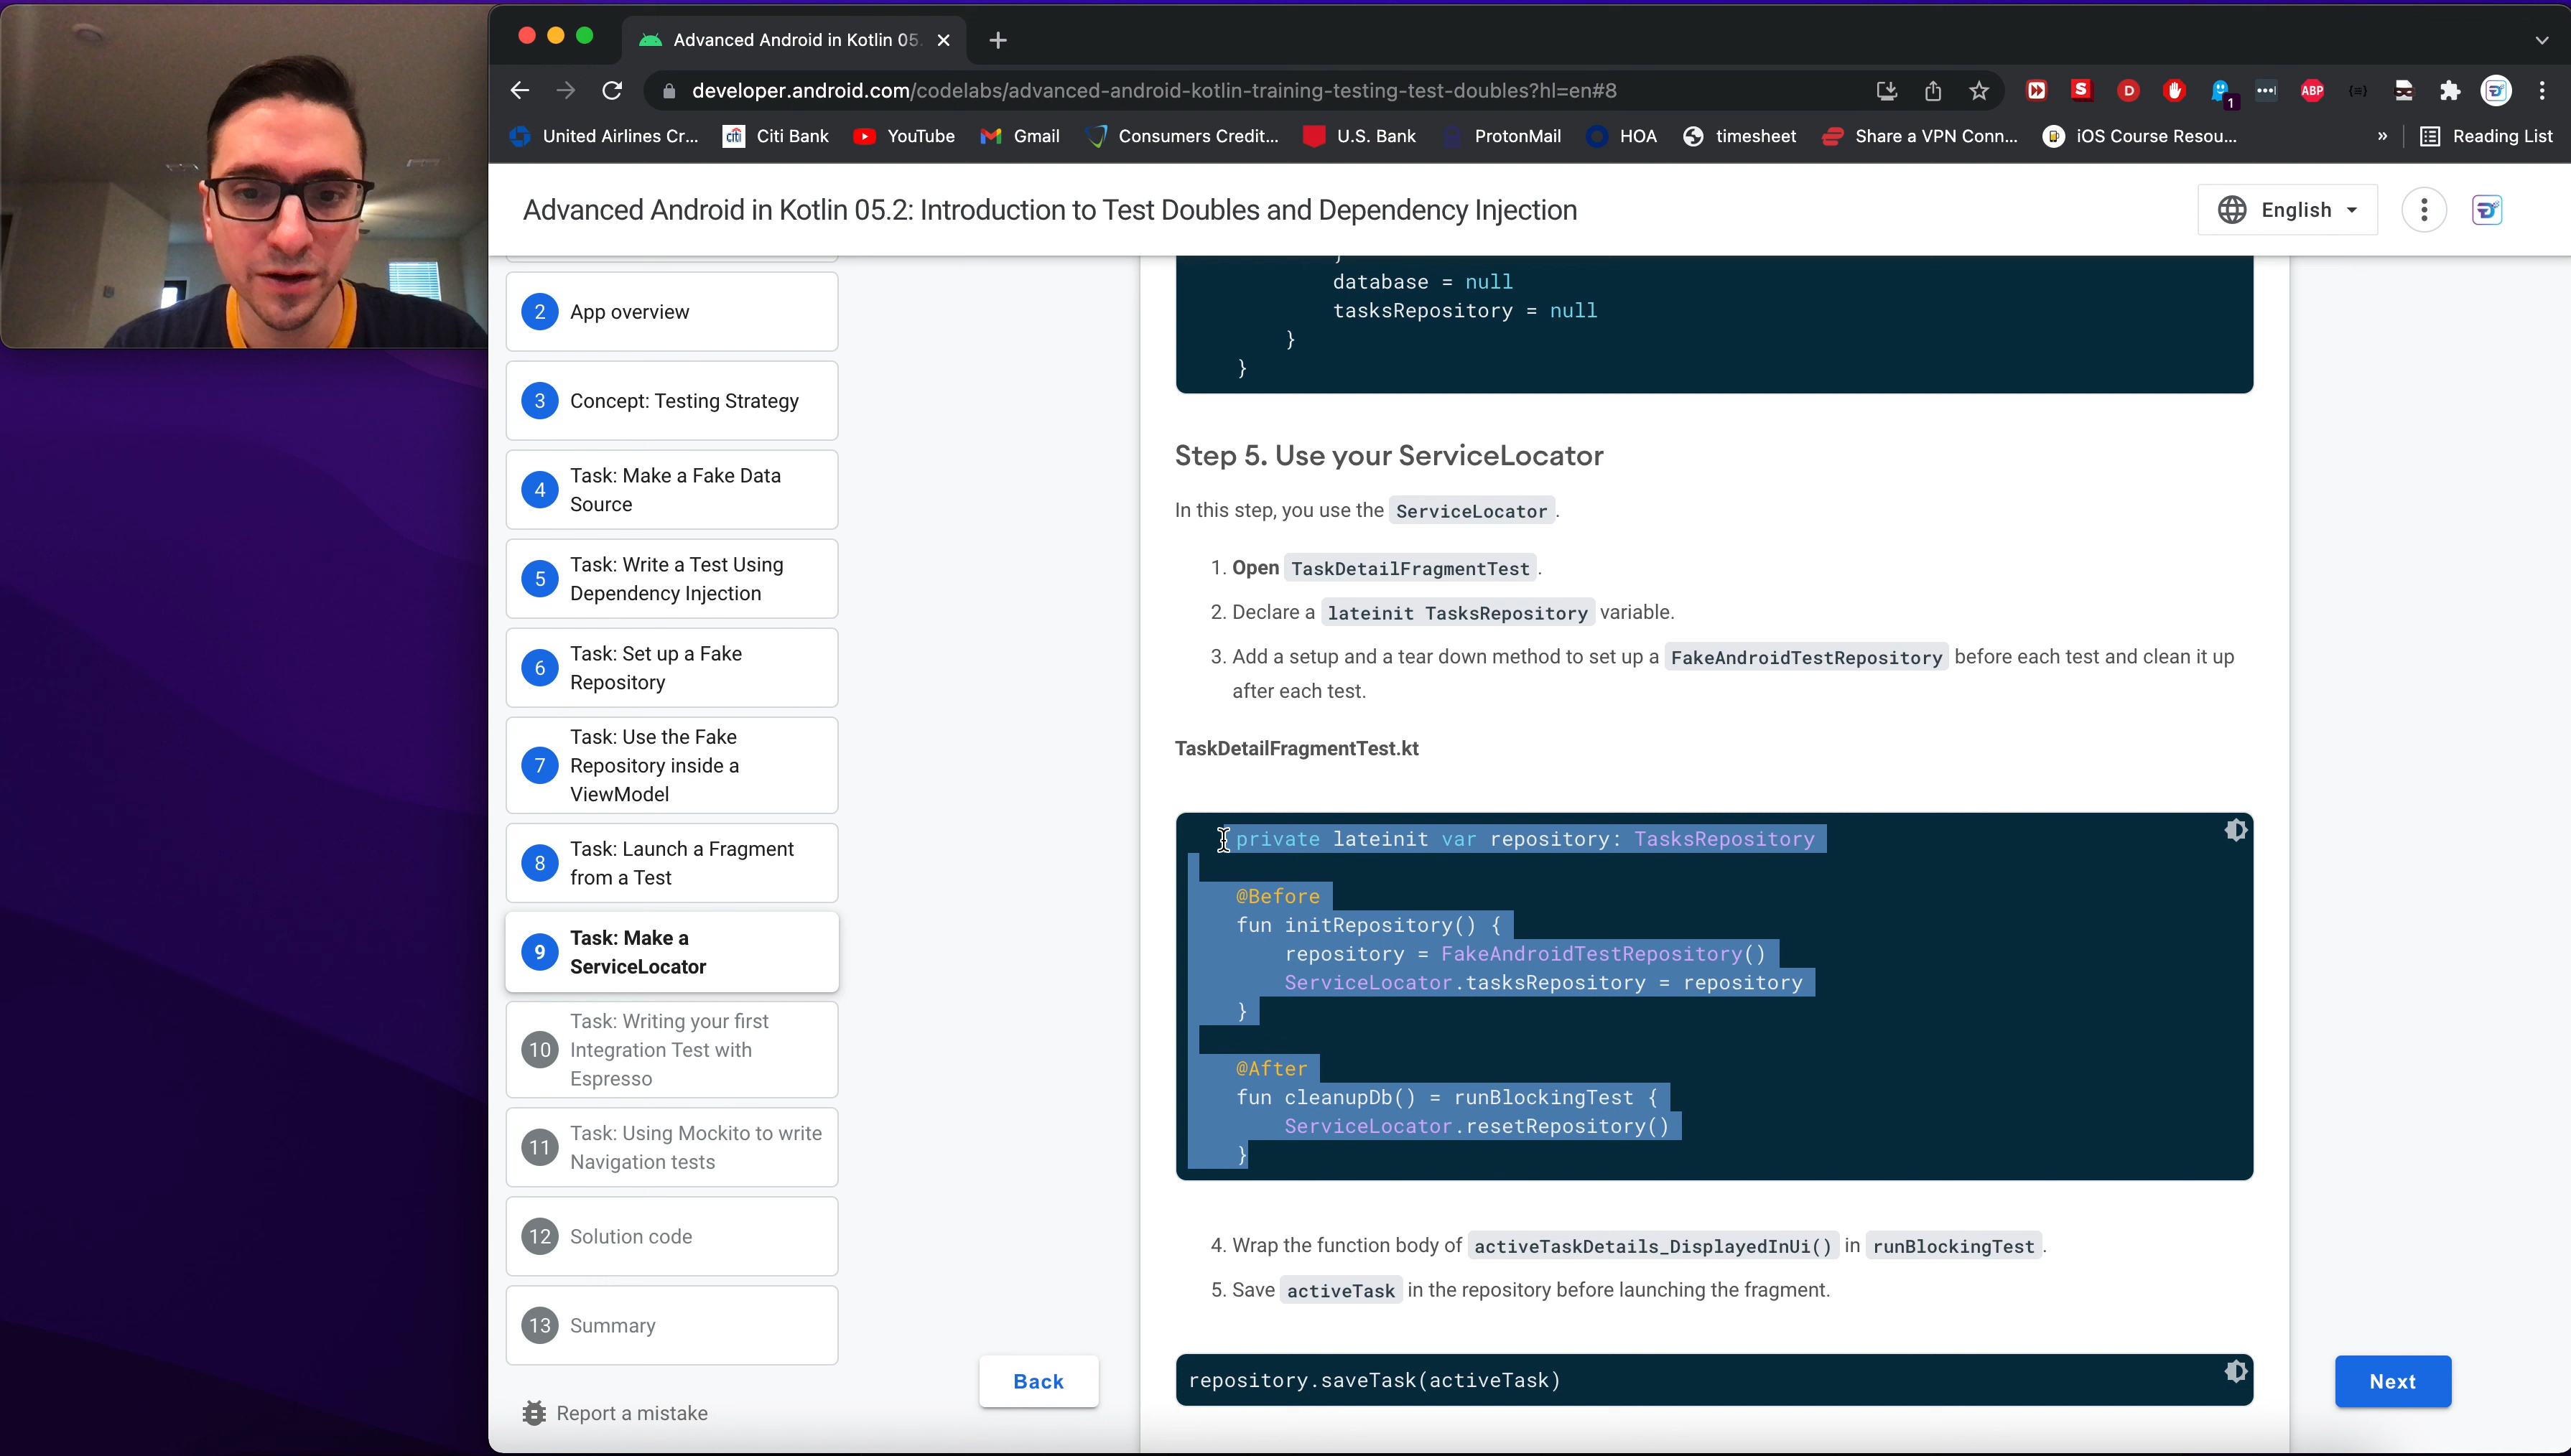 Advanced Android in Kotlin 05.
developer.android.com/codelabs/advanced-android-kotlin-training-testing-test-doubles?hl=en#8
S
D
1
ABP
United Airlines Cr...
citi
Citi Bank
YouTube
Gmail
Consumers Credit...
U.S. Bank
ProtonMail
HOA
timesheet
Share a VPN Conn...
iOS Course Resou...
»
Reading List
Advanced Android in Kotlin 05.2: Introduction to Test Doubles and Dependency Injection
English
2
App overview
3
Concept: Testing Strategy
4
Task: Make a Fake Data
Source
5
Task: Write a Test Using
Dependency Injection
6
Task: Set up a Fake
Repository
7
Task: Use the Fake
Repository inside a
ViewModel
8
Task: Launch a Fragment
from a Test
9
Task: Make a
ServiceLocator
10
Task: Writing your first
Integration Test with
Espresso
11
Task: Using Mockito to write
Navigation tests
12
Solution code
13
Summary
Report a mistake
}
database = null
tasksRepository = null
}
}
Step 5. Use your ServiceLocator
In this step, you use the ServiceLocator.
1. Open TaskDetailFragmentTest.
2. Declare a lateinit TasksRepository variable.
3. Add a setup and a tear down method to set up a FakeAndroidTestRepository before each test and clean it up
after each test.
TaskDetailFragmentTest.kt
private lateinit var repository: TasksRepository
@Before
fun initRepository() {
repository = FakeAndroidTestRepository()
ServiceLocator.tasksRepository = repository
}
@After
fun cleanupDb() = runBlockingTest {
ServiceLocator.resetRepository()
}
4. Wrap the function body of activeTaskDetails_DisplayedInUi() in runBlockingTest.
5. Save activeTask in the repository before launching the fragment.
repository.saveTask(activeTask)
Back
Next